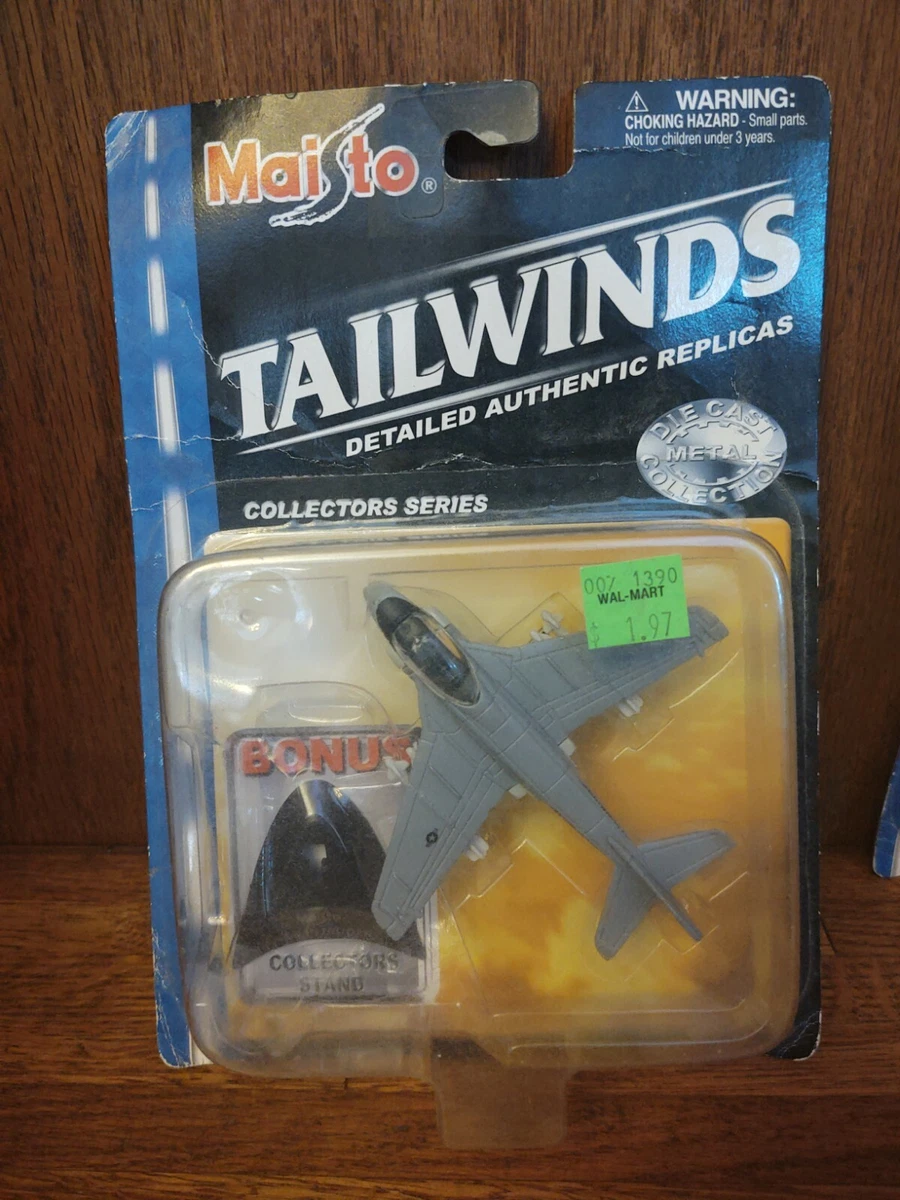 Maisto®
WARNING:
CHOKING HAZARD - Small parts.
Not for children under 3 years.
TAILWINDS
DETAILED AUTHENTIC REPLICAS
DIE CAST
METAL
COLLECTION
COLLECTORS SERIES
007 1390
WAL-MART
$ 1.97
BONUS
COLLECTORS
STAND